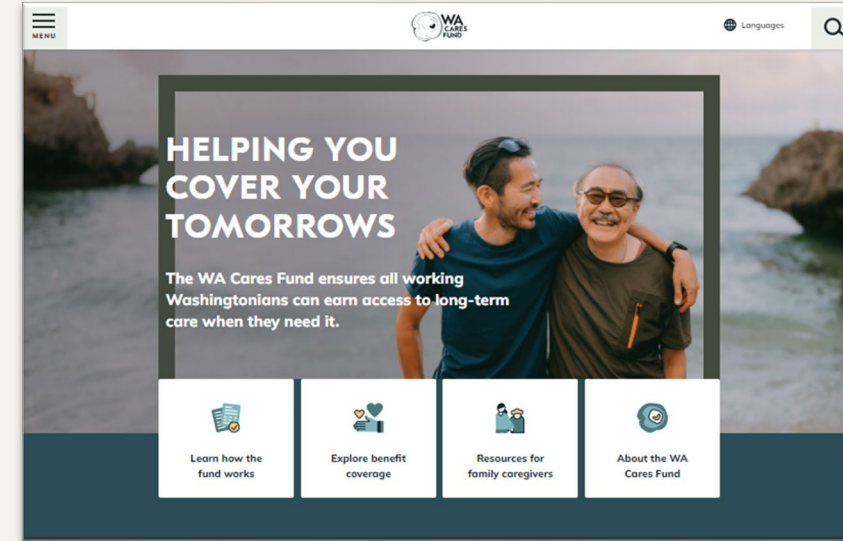 MENU
WA
CARES
FUND
Languages
HELPING YOU
COVER YOUR
TOMORROWS
The WA Cares Fund ensures all working
Washingtonians can earn access to long-term
care when they need it.
Learn how the
fund works
Explore benefit
coverage
Resources for
family caregivers
About the WA
Cares Fund